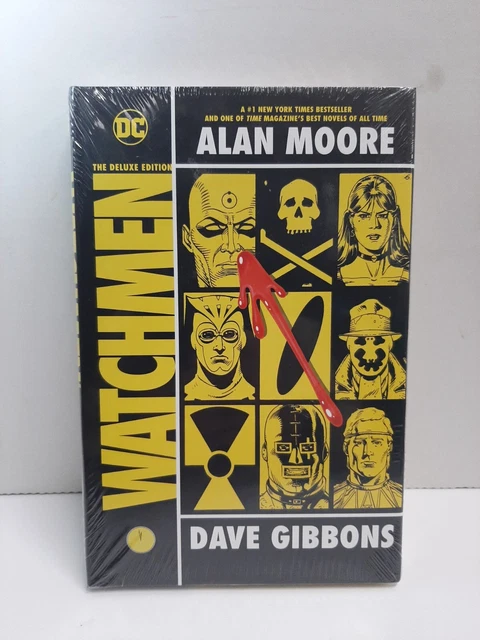 DC
A #1 NEW YORK TIMES BESTSELLER
AND ONE OF TIME MAGAZINE'S BEST NOVELS OF ALL TIME
ALAN MOORE
THE DELUXE EDITION
WATCHMEN
DAVE GIBBONS